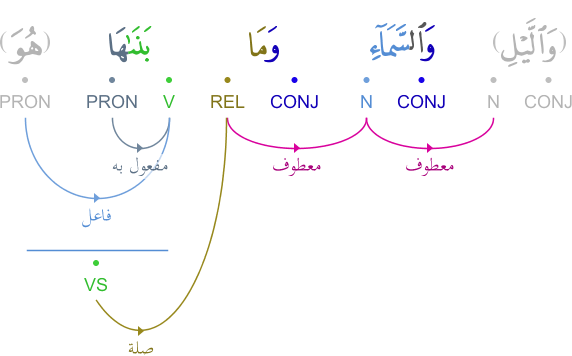 (وَٱلَّيْلِ) وَٱلسَّمَآءِ وَمَا بَنَىٰهَا (هُوَ)
PRON PRON V REL CONJ N CONJ N CONJ
مفعول به معطوف معطوف
فاعل
VS
صلة